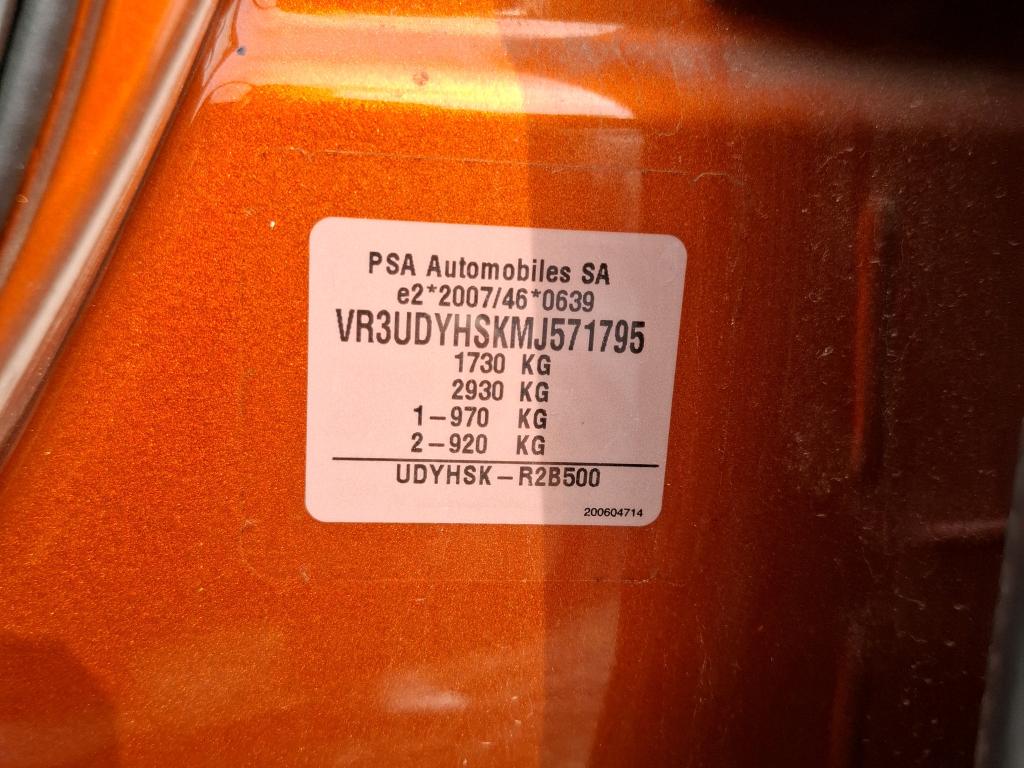 PSA Automobiles SA
e2*2007/46*0639
VR3UDYHSKMJ571795
1730 KG
2930 KG
1-970 KG
2-920 KG
UDYHSK-R2B500
200604714